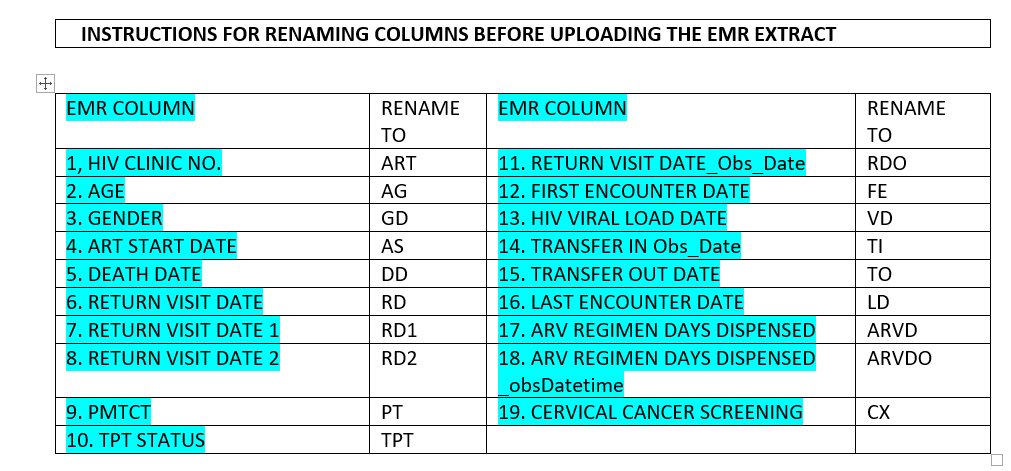 INSTRUCTIONS FOR RENAMING COLUMNS BEFORE UPLOADING THE EMR EXTRACT
EMR COLUMN RENAME TO EMR COLUMN RENAME TO
1, HIV CLINIC NO. ART 11. RETURN VISIT DATE_Obs_Date RDO
2. AGE AG 12. FIRST ENCOUNTER DATE FE
3. GENDER GD 13. HIV VIRAL LOAD DATE VD
4. ART START DATE AS 14. TRANSFER IN Obs_Date TI
5. DEATH DATE DD 15. TRANSFER OUT DATE TO
6. RETURN VISIT DATE RD 16. LAST ENCOUNTER DATE LD
7. RETURN VISIT DATE 1 RD1 17. ARV REGIMEN DAYS DISPENSED ARVD
8. RETURN VISIT DATE 2 RD2 18. ARV REGIMEN DAYS DISPENSED ARVDO
_obsDatetime
9. PMTCT PT 19. CERVICAL CANCER SCREENING CX
10. TPT STATUS TPT